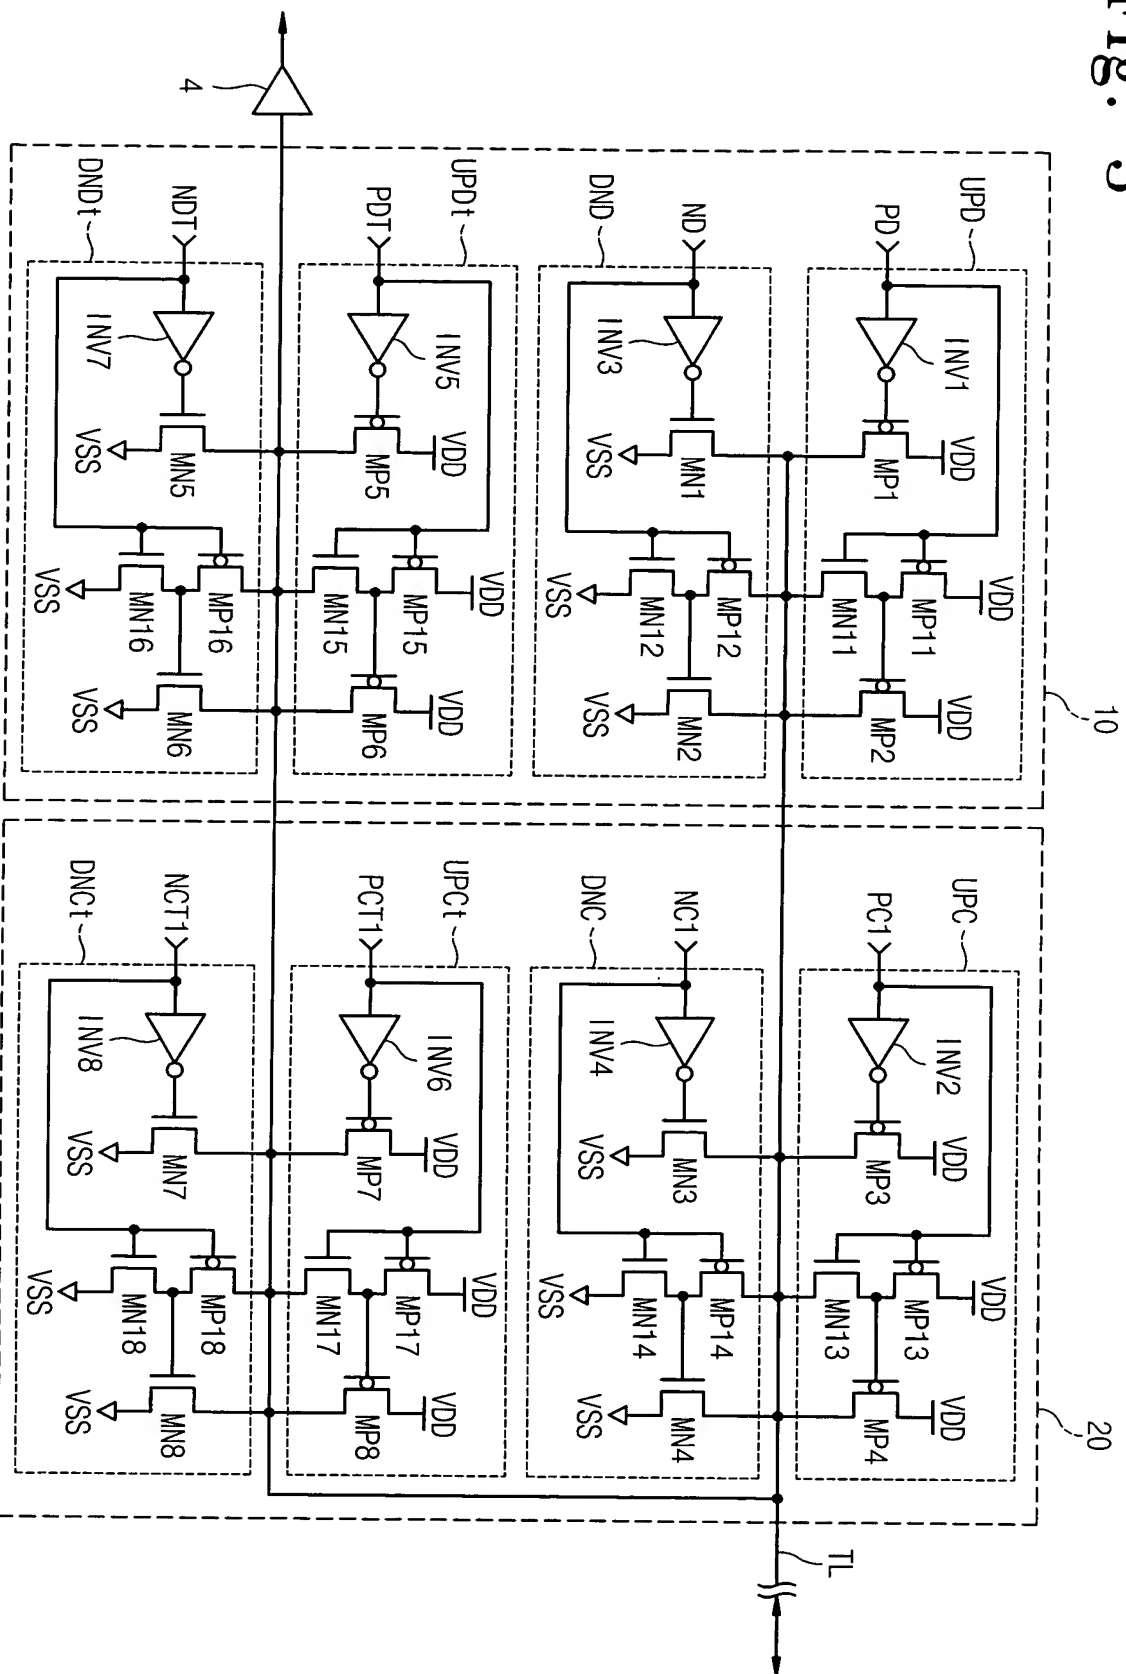 Fig. 5
10
20
UPD
PD
INV1
VDD
MP1
VDD
MP11
MN11
VDD
MP2
DND
ND
INV3
VSS
MN1
MP12
MN12
VSS
MN2
VSS
UPDt
PDT
INV5
VDD
MP5
VDD
MP15
MN15
VDD
MP6
DNDt
NDT
INV7
VSS
MN5
MP16
MN16
VSS
MN6
VSS
4
UPC
PC1
INV2
VDD
MP3
VDD
MP13
MN13
VDD
MP4
DNC
NC1
INV4
VSS
MN3
MP14
MN14
VSS
MN4
VSS
UPCt
PCT1
INV6
VDD
MP7
VDD
MP17
MN17
VDD
MP8
DNCt
NCT1
INV8
VSS
MN7
MP18
MN18
VSS
MN8
VSS
TL